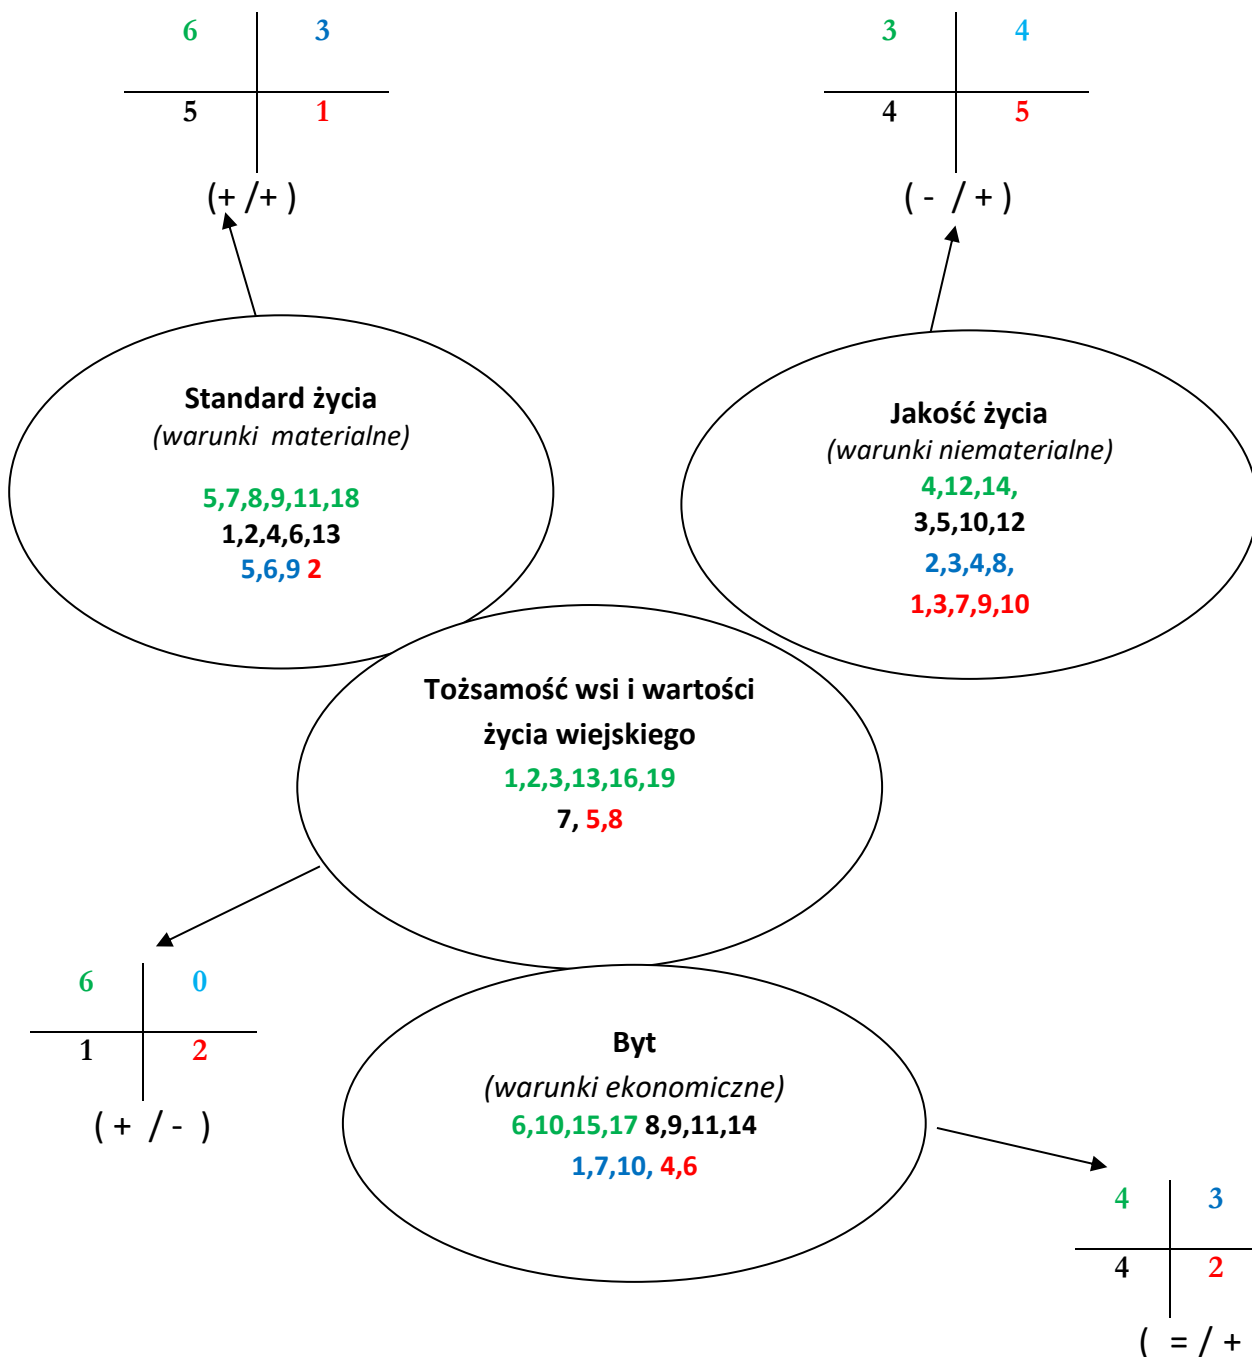 6 3
5 1
(+ /+ )
3 4
4 5
( - / + )
Standard życia
(warunki materialne)
5,7,8,9,11,18
1,2,4,6,13
5,6,9 2
Jakość życia
(warunki niematerialne)
4,12,14,
3,5,10,12
2,3,4,8,
1,3,7,9,10
Tożsamość wsi i wartości
życia wiejskiego
1,2,3,13,16,19
7, 5,8
6 0
1 2
( + / - )
Byt
(warunki ekonomiczne)
6,10,15,17 8,9,11,14
1,7,10, 4,6
4 3
4 2
( = / +